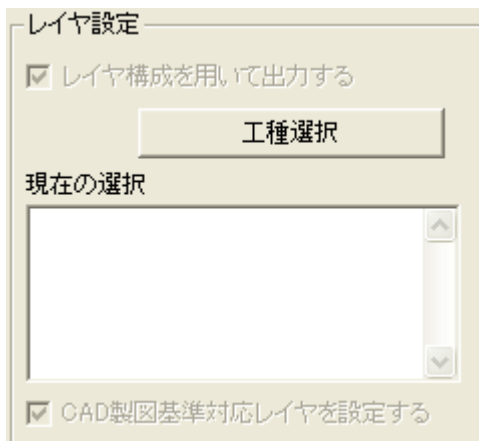 レイヤ設定
レイヤ構成を用いて出力する
工種選択
現在の選択
CAD製図基準対応レイヤを設定する